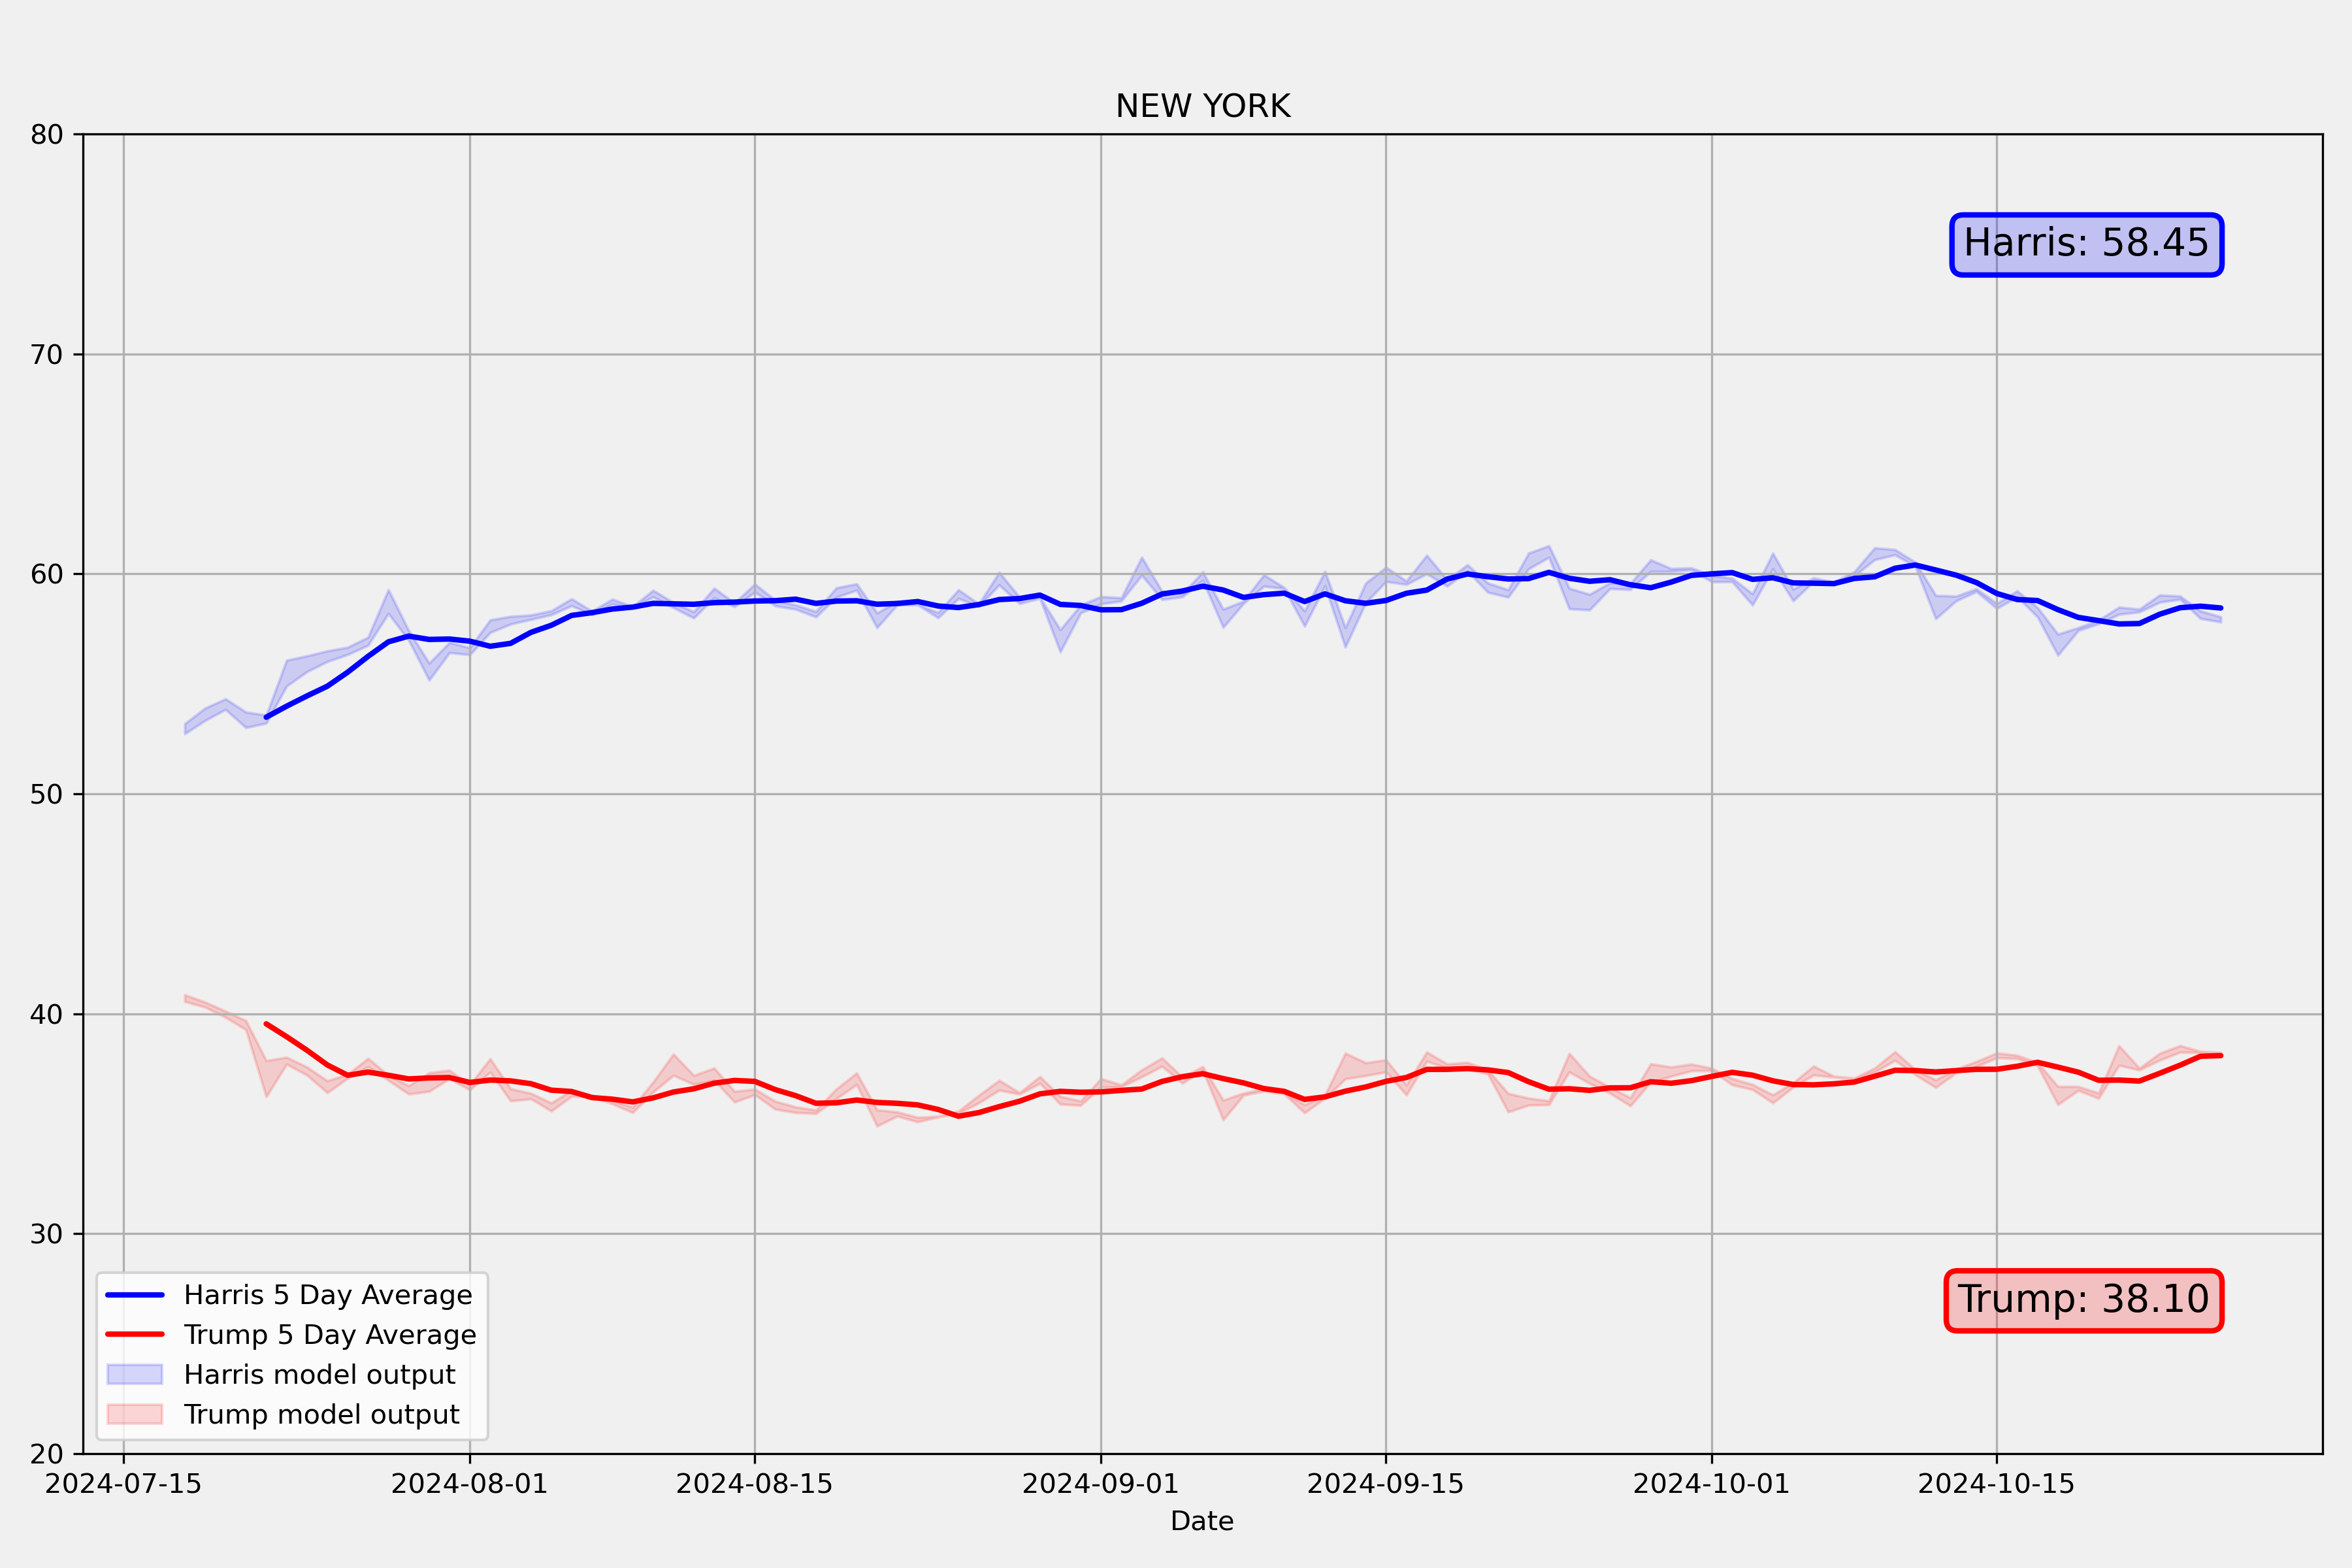 NEW YORK
80
70
60
50
40
30
20
Harris: 58.45
Trump: 38.10
Harris 5 Day Average
Trump 5 Day Average
Harris model output
Trump model output
2024-07-15 2024-08-01 2024-08-15 2024-09-01 2024-09-15 2024-10-01 2024-10-15
Date